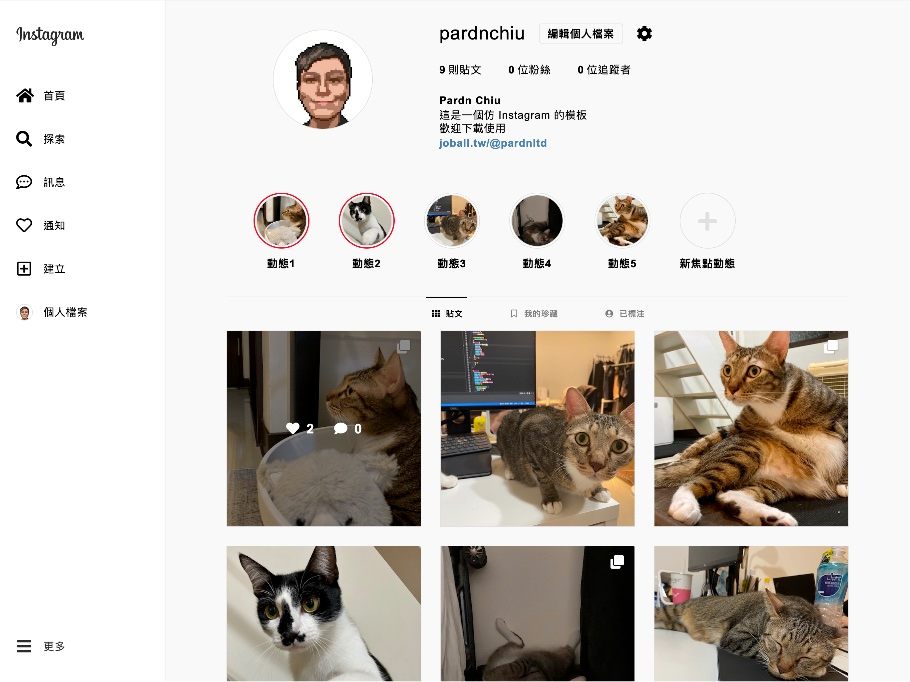 Instagram
首頁
探索
訊息
通知
建立
個人檔案
更多
pardnchiu 編輯個人檔案
9 則貼文 0 位粉絲 0 位追蹤者
Pardn Chiu
這是一個仿 Instagram 的模板
歡迎下載使用
joball.tw/@pardnltd
動態1 動態2 動態3 動態4 動態5 新焦點動態
貼文 我的珍藏 已標注
2 0